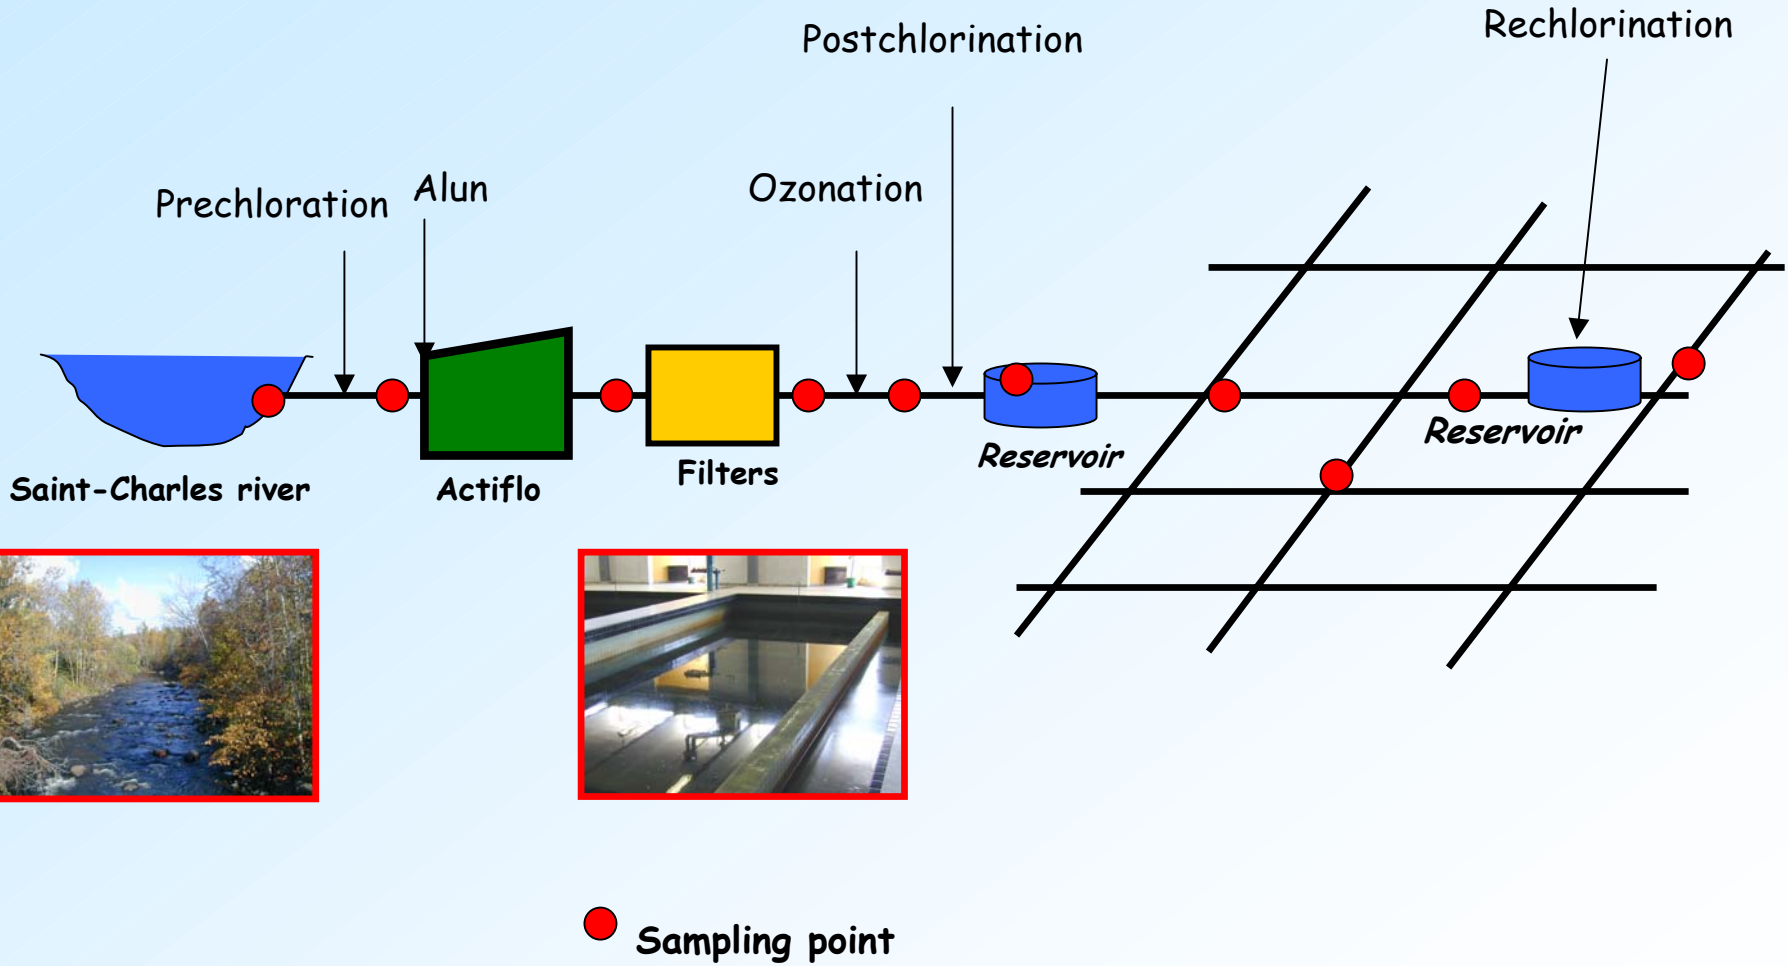 Rechlorination
Postchlorination
Prechloration
Alun
Ozonation
Saint-Charles river
Actiflo
Filters
Reservoir
Reservoir
Sampling point